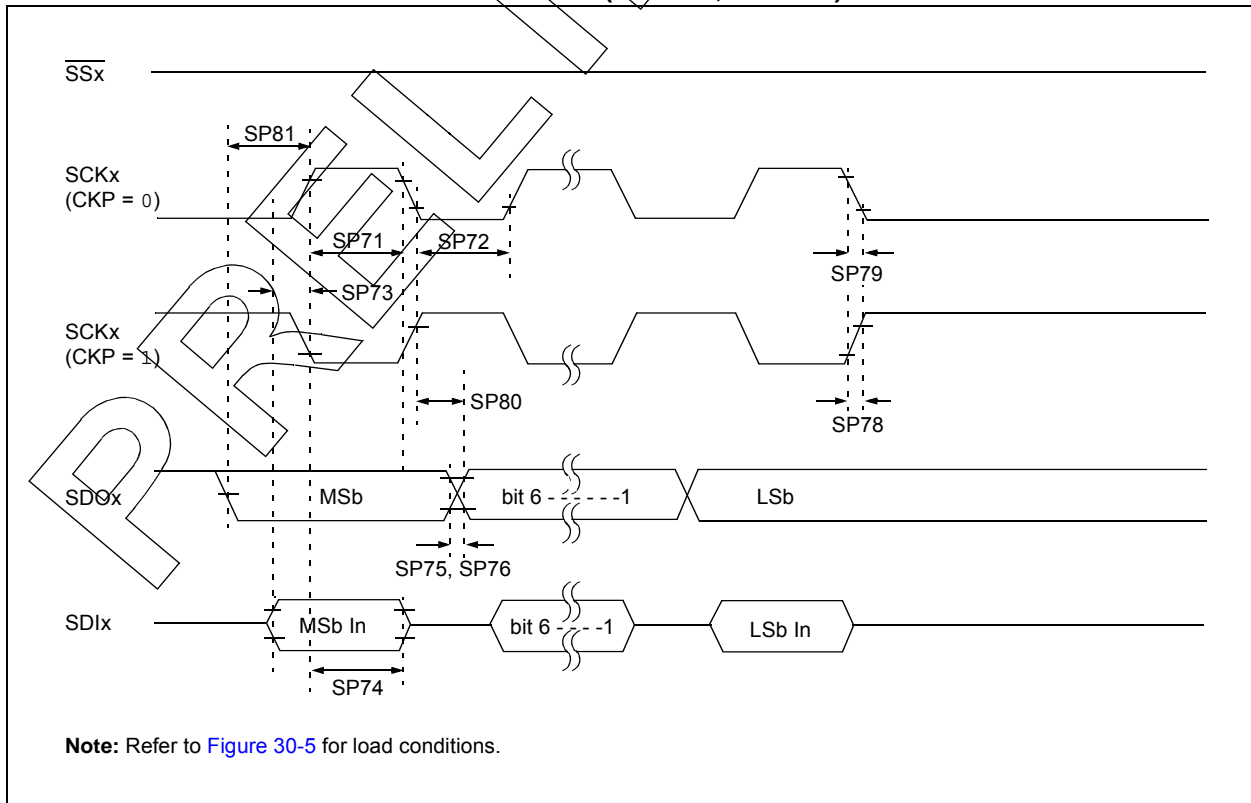 SSx
SP81
SCKx
(CKP = 0)
SP71
SP72
SP79
SP73
SCKx
(CKP = 1)
SP80
SP78
SDOx
MSb
bit 6 - - - - - -1
LSb
SP75, SP76
SDIx
MSb In
bit 6 - - - - -1
LSb In
SP74
Note: Refer to Figure 30-5 for load conditions.
PREL